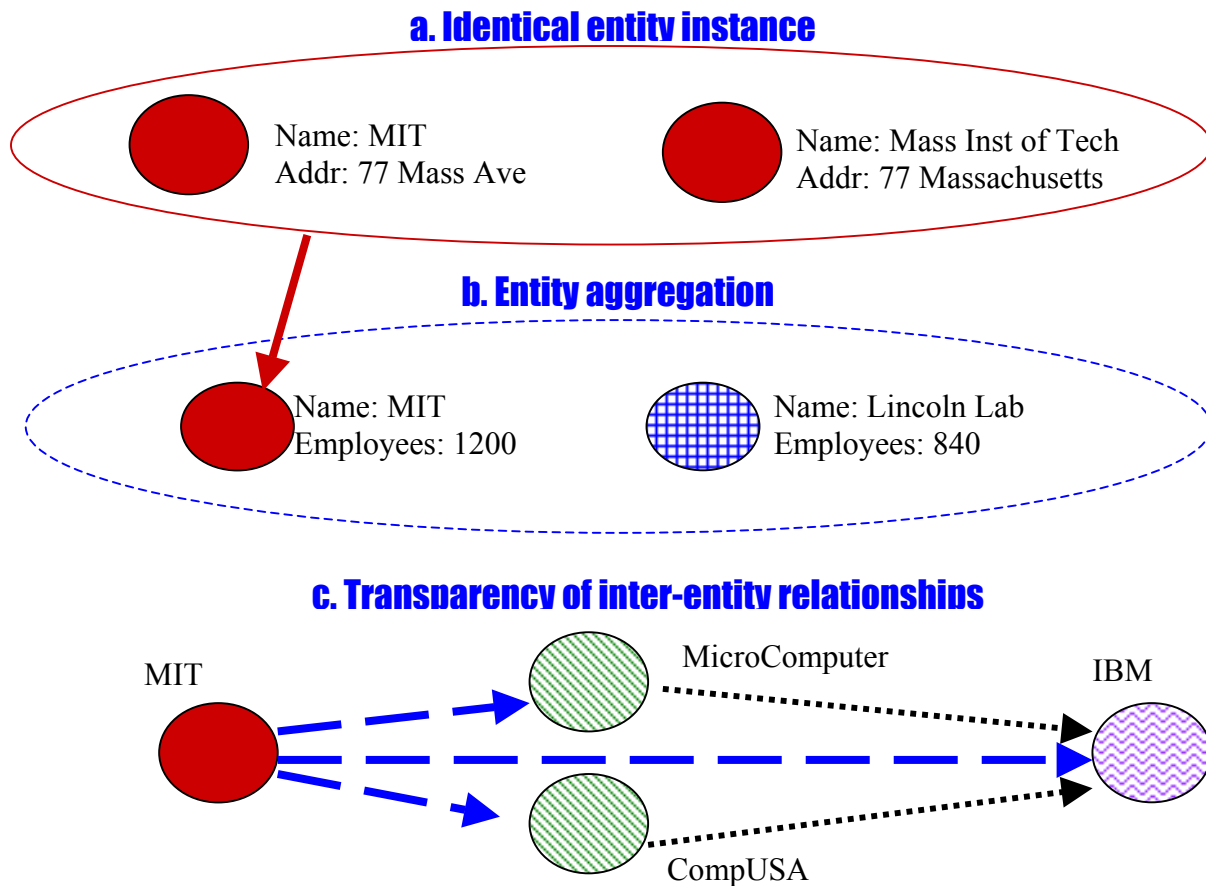 a. Identical entity instance
Name: MIT
Addr: 77 Mass Ave
Name: Mass Inst of Tech
Addr: 77 Massachusetts
b. Entity aggregation
Name: MIT
Employees: 1200
Name: Lincoln Lab
Employees: 840
c. Transparency of inter-entity relationships
MIT
MicroComputer
IBM
CompUSA